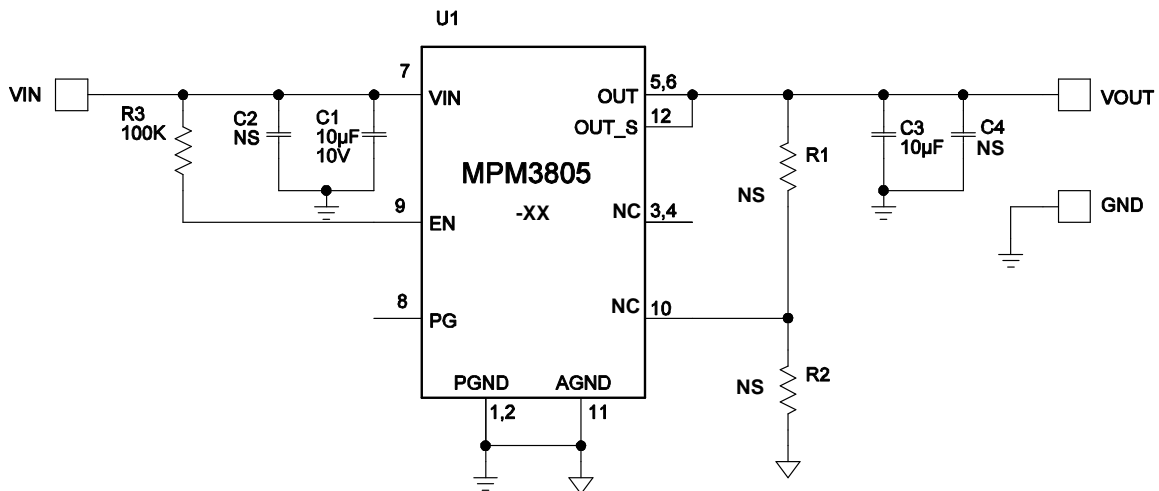 U1
VIN
7
VIN
R3
100K
C2
NS
C1
10µF
10V
9
EN
8
PG
MPM3805
-XX
OUT
5,6
OUT_S
12
NC
3,4
NC
10
PGND
1,2
AGND
11
R1
NS
R2
NS
C3
10µF
C4
NS
VOUT
GND